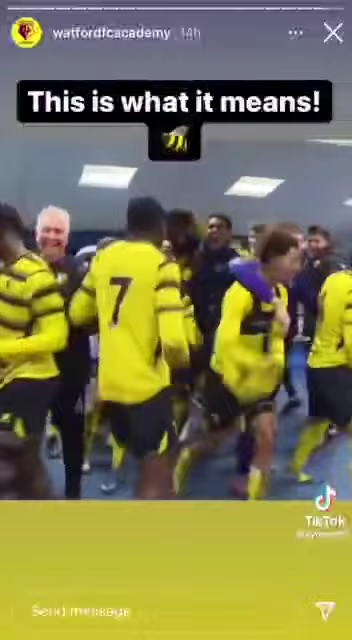 watfordfcacademy 14h
This is what it means!
7
TikTok
Send message